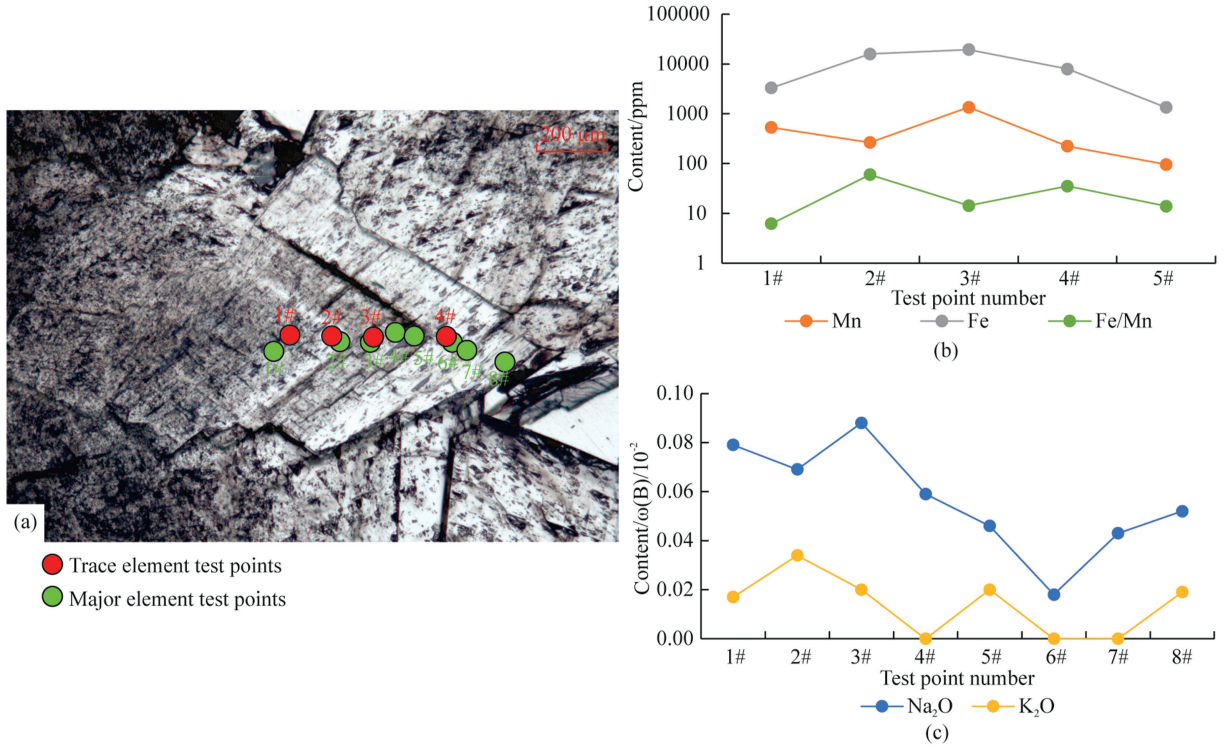 200 μm
1# 2# 3# 4#
1# 2# 3# 4# 5# 6# 7# 8#
(a)
Trace element test points
Major element test points
100000
10000
1000
100
10
1
Content/ppm
1# 2# 3# 4# 5#
Test point number
Mn Fe Fe/Mn
(b)
0.10
0.08
0.06
0.04
0.02
0.00
Content/ω(B)/10⁻²
1# 2# 3# 4# 5# 6# 7# 8#
Test point number
Na₂O K₂O
(c)